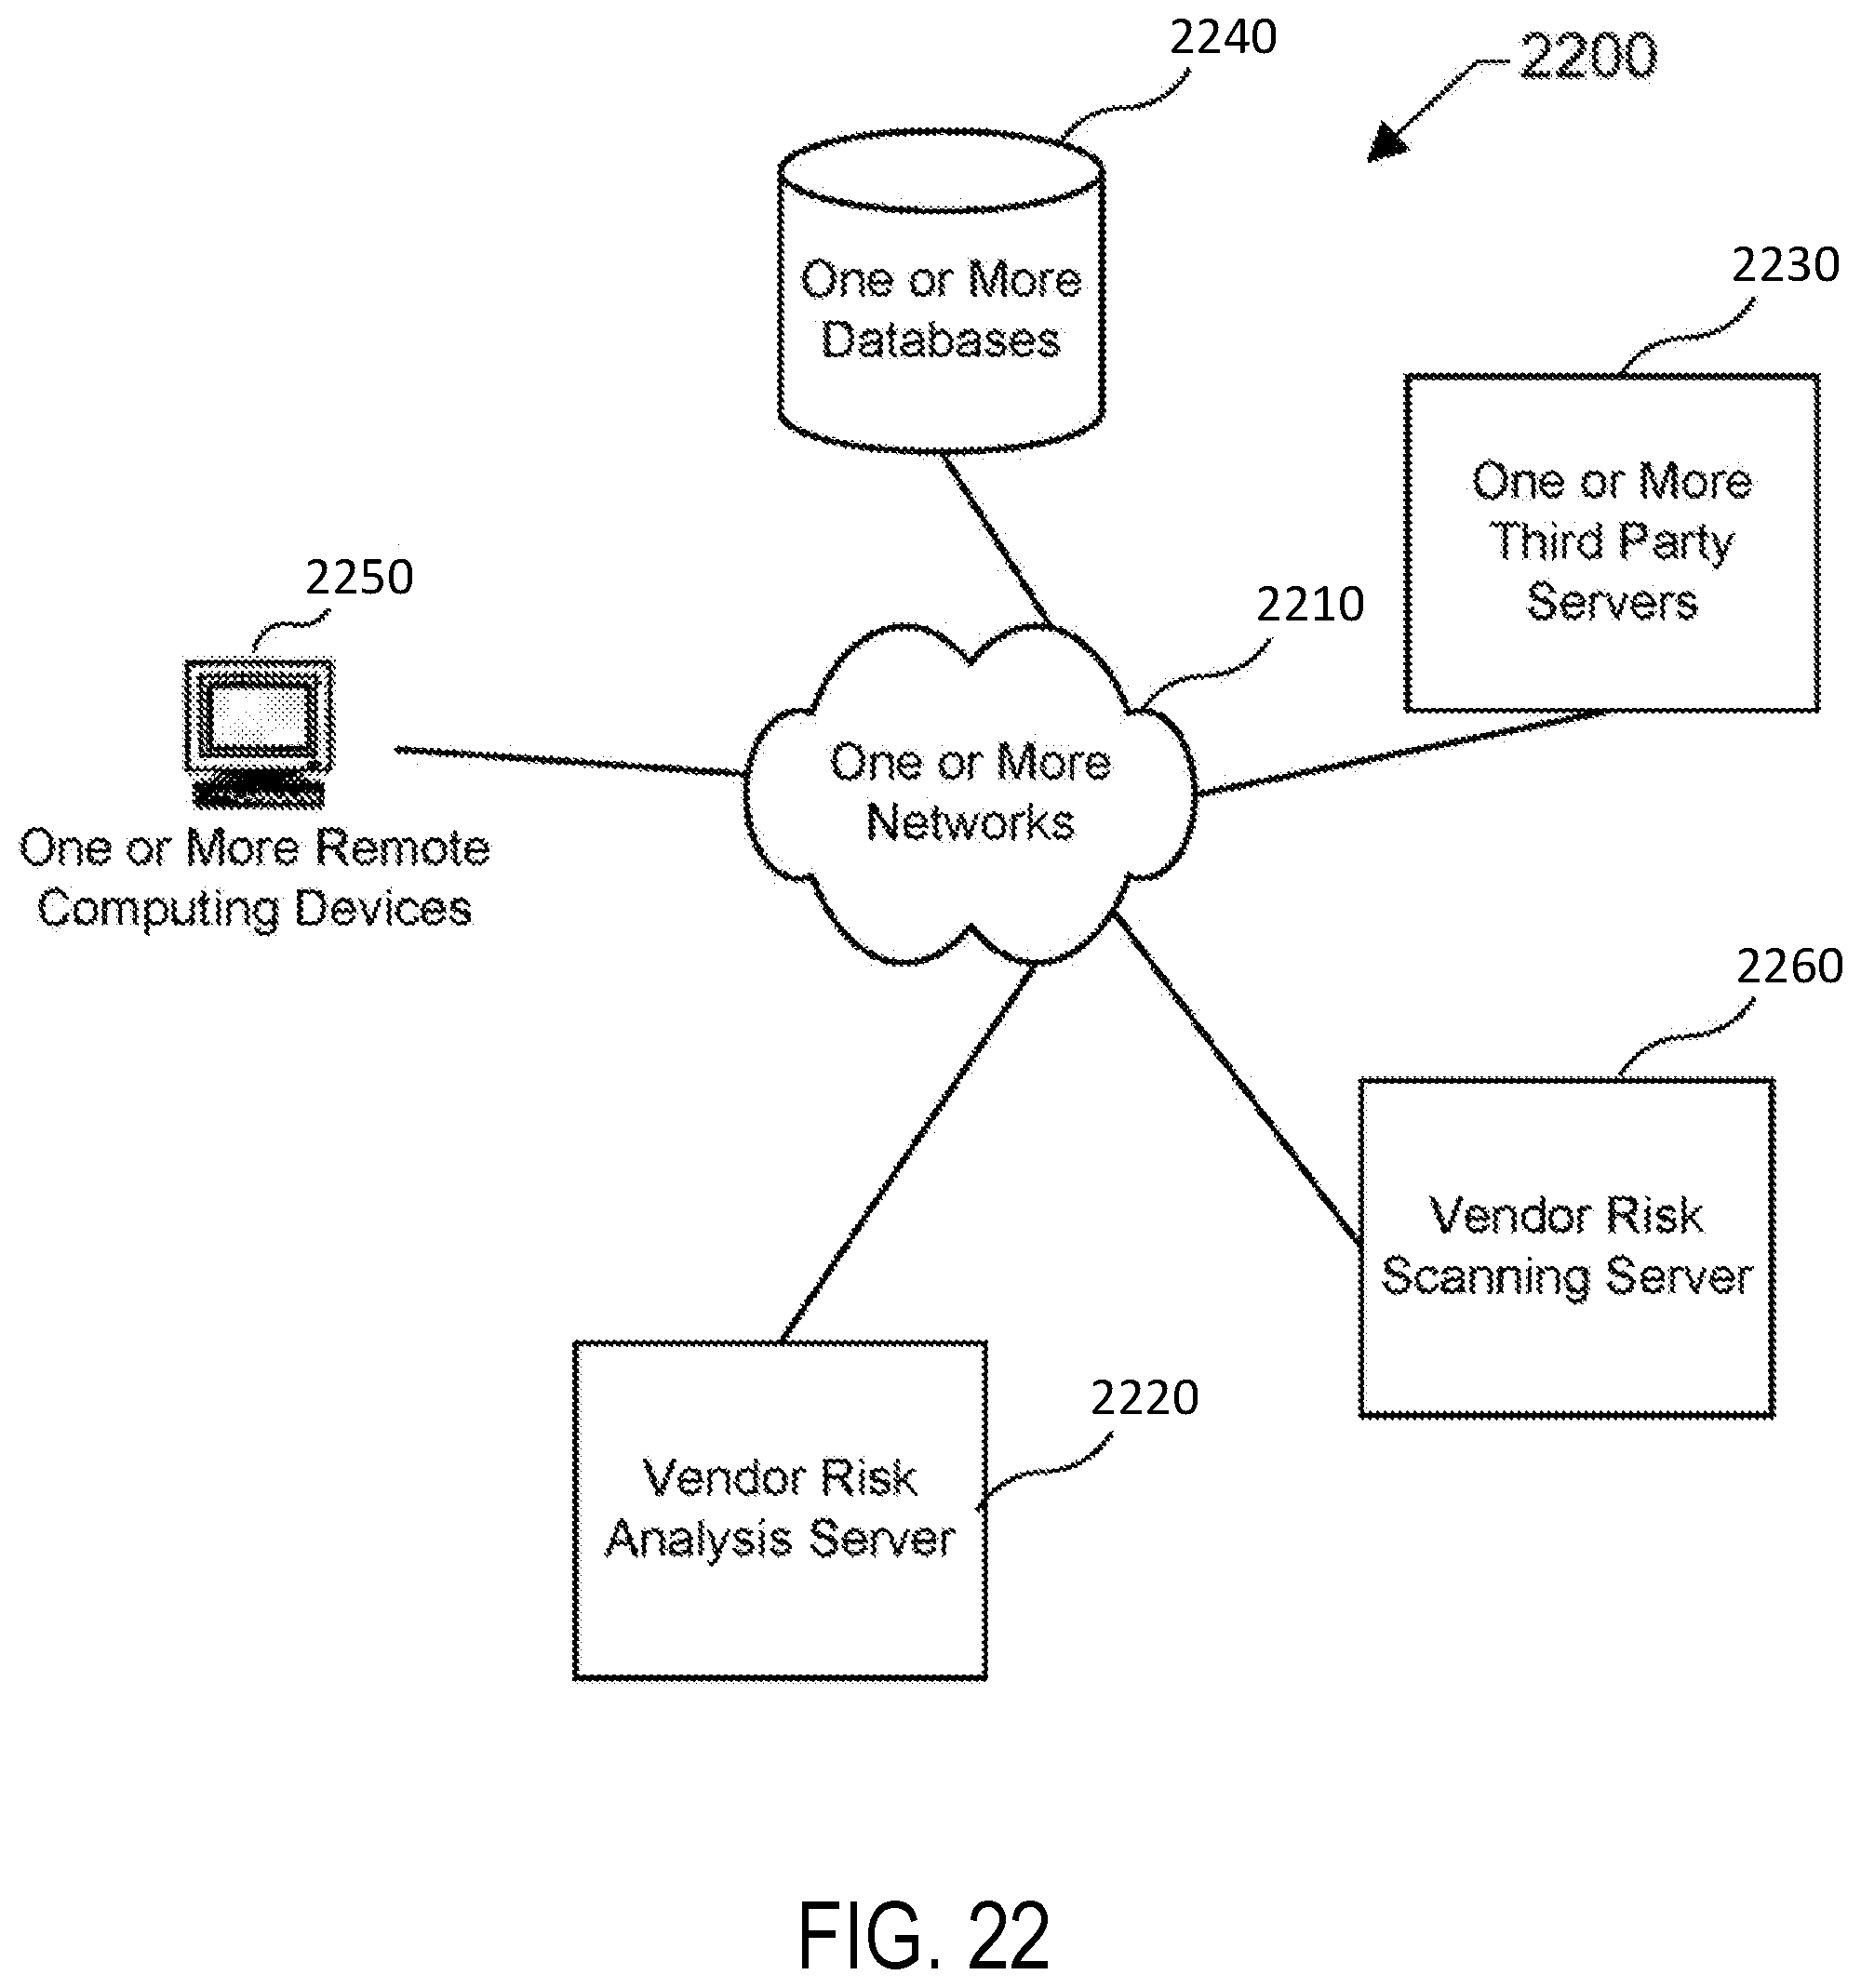 2240
2200
One or More
Databases
2230
One or More
Third Party
Servers
2250
2210
One or More
Networks
One or More Remote
Computing Devices
2260
Vendor Risk
Scanning Server
2220
Vendor Risk
Analysis Server
FIG. 22